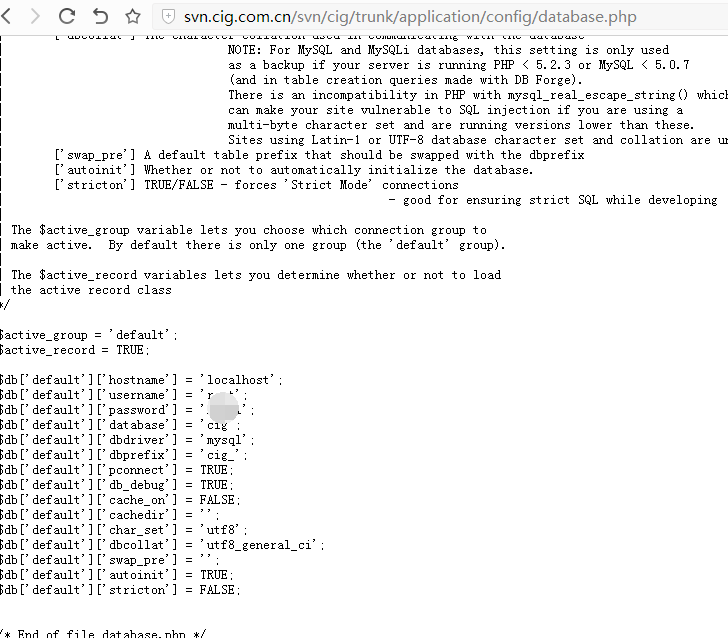 svn.cig.com.cn/svn/cig/trunk/application/config/database.php
['dbcollat'] The character collation used in communicating with the database
NOTE: For MySQL and MySQLi databases, this setting is only used
as a backup if your server is running PHP < 5.2.3 or MySQL < 5.0.7
(and in table creation queries made with DB Forge).
There is an incompatibility in PHP with mysql_real_escape_string() which
can make your site vulnerable to SQL injection if you are using a
multi-byte character set and are running versions lower than these.
Sites using Latin-1 or UTF-8 database character set and collation are un
['swap_pre'] A default table prefix that should be swapped with the dbprefix
['autoinit'] Whether or not to automatically initialize the database.
['stricton'] TRUE/FALSE - forces 'Strict Mode' connections
- good for ensuring strict SQL while developing
The $active_group variable lets you choose which connection group to
make active.  By default there is only one group (the 'default' group).
The $active_record variables lets you determine whether or not to load
the active record class
*/
$active_group = 'default';
$active_record = TRUE;
$db['default']['hostname'] = 'localhost';
$db['default']['username'] = '
$db['default']['password'] = '
$db['default']['database'] = 'cig';
$db['default']['dbdriver'] = 'mysql';
$db['default']['dbprefix'] = 'cig_';
$db['default']['pconnect'] = TRUE;
$db['default']['db_debug'] = TRUE;
$db['default']['cache_on'] = FALSE;
$db['default']['cachedir'] = '';
$db['default']['char_set'] = 'utf8';
$db['default']['dbcollat'] = 'utf8_general_ci';
$db['default']['swap_pre'] = '';
$db['default']['autoinit'] = TRUE;
$db['default']['stricton'] = FALSE;
/* End of file database.php */